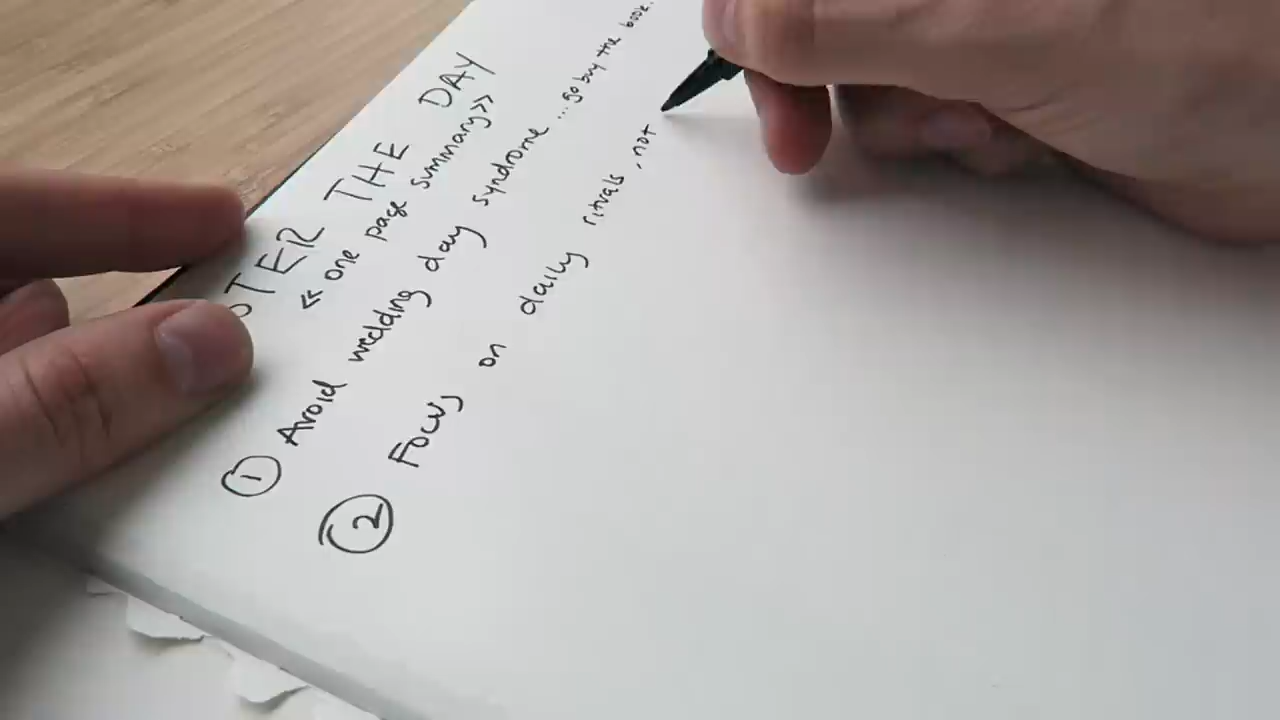 THE DAY
<< one page summary >>
① Avoid wedding day syndrome ... go buy the book.
② Focus on daily rituals, not